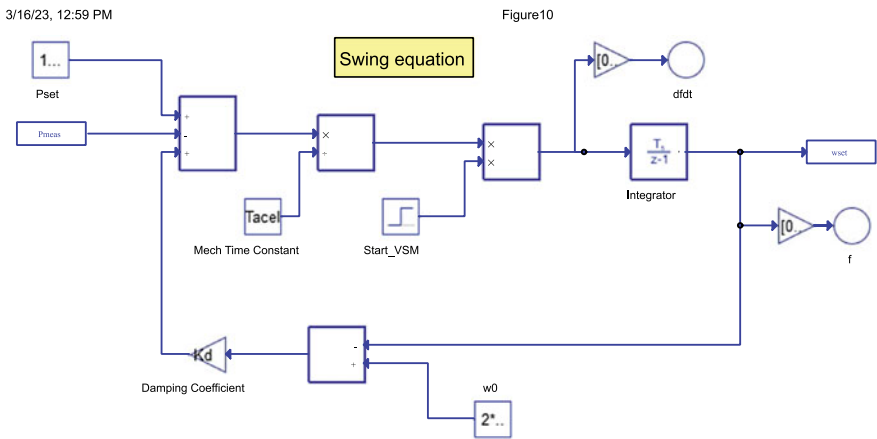 3/16/23, 12:59 PM
Figure10
Swing equation
1...
Pset
Pmeas
+
-
+
×
÷
×
×
[0..
dfdt
Tₛ
z-1
Integrator
wset
[0..
f
Tacel
Mech Time Constant
Start_VSM
Kd
Damping Coefficient
-
+
w0
2*..